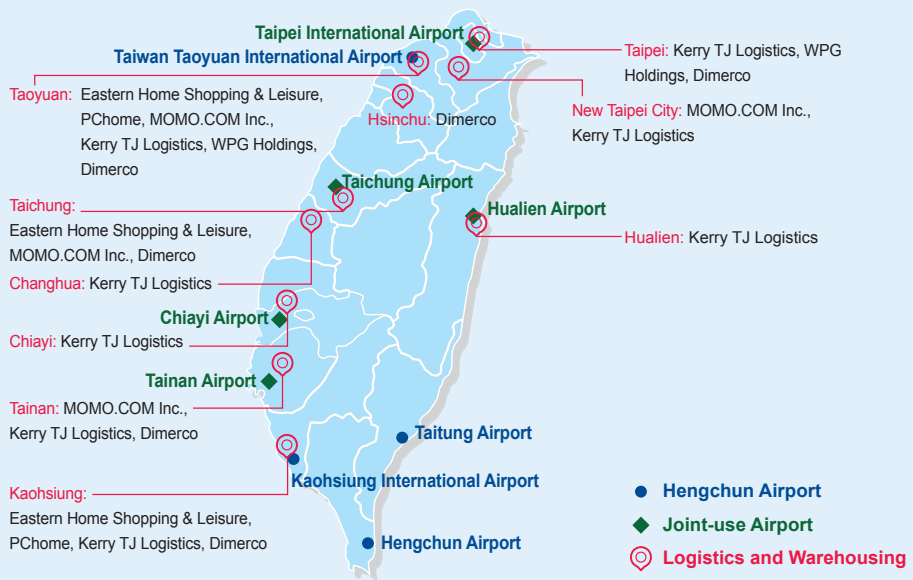 Taipei International Airport
Taiwan Taoyuan International Airport
Taipei: Kerry TJ Logistics, WPG
Holdings, Dimerco
Taoyuan: Eastern Home Shopping & Leisure,
PChome, MOMO.COM Inc.,
Kerry TJ Logistics, WPG Holdings,
Dimerco
Hsinchu: Dimerco
New Taipei City: MOMO.COM Inc.,
Kerry TJ Logistics
Taichung Airport
Taichung:
Eastern Home Shopping & Leisure,
MOMO.COM Inc., Dimerco
Hualien Airport
Hualien: Kerry TJ Logistics
Changhua: Kerry TJ Logistics
Chiayi Airport
Chiayi: Kerry TJ Logistics
Tainan Airport
Tainan: MOMO.COM Inc.,
Kerry TJ Logistics, Dimerco
Taitung Airport
Kaohsiung International Airport
Kaohsiung:
Eastern Home Shopping & Leisure,
PChome, Kerry TJ Logistics, Dimerco
Hengchun Airport
Hengchun Airport
Joint-use Airport
Logistics and Warehousing